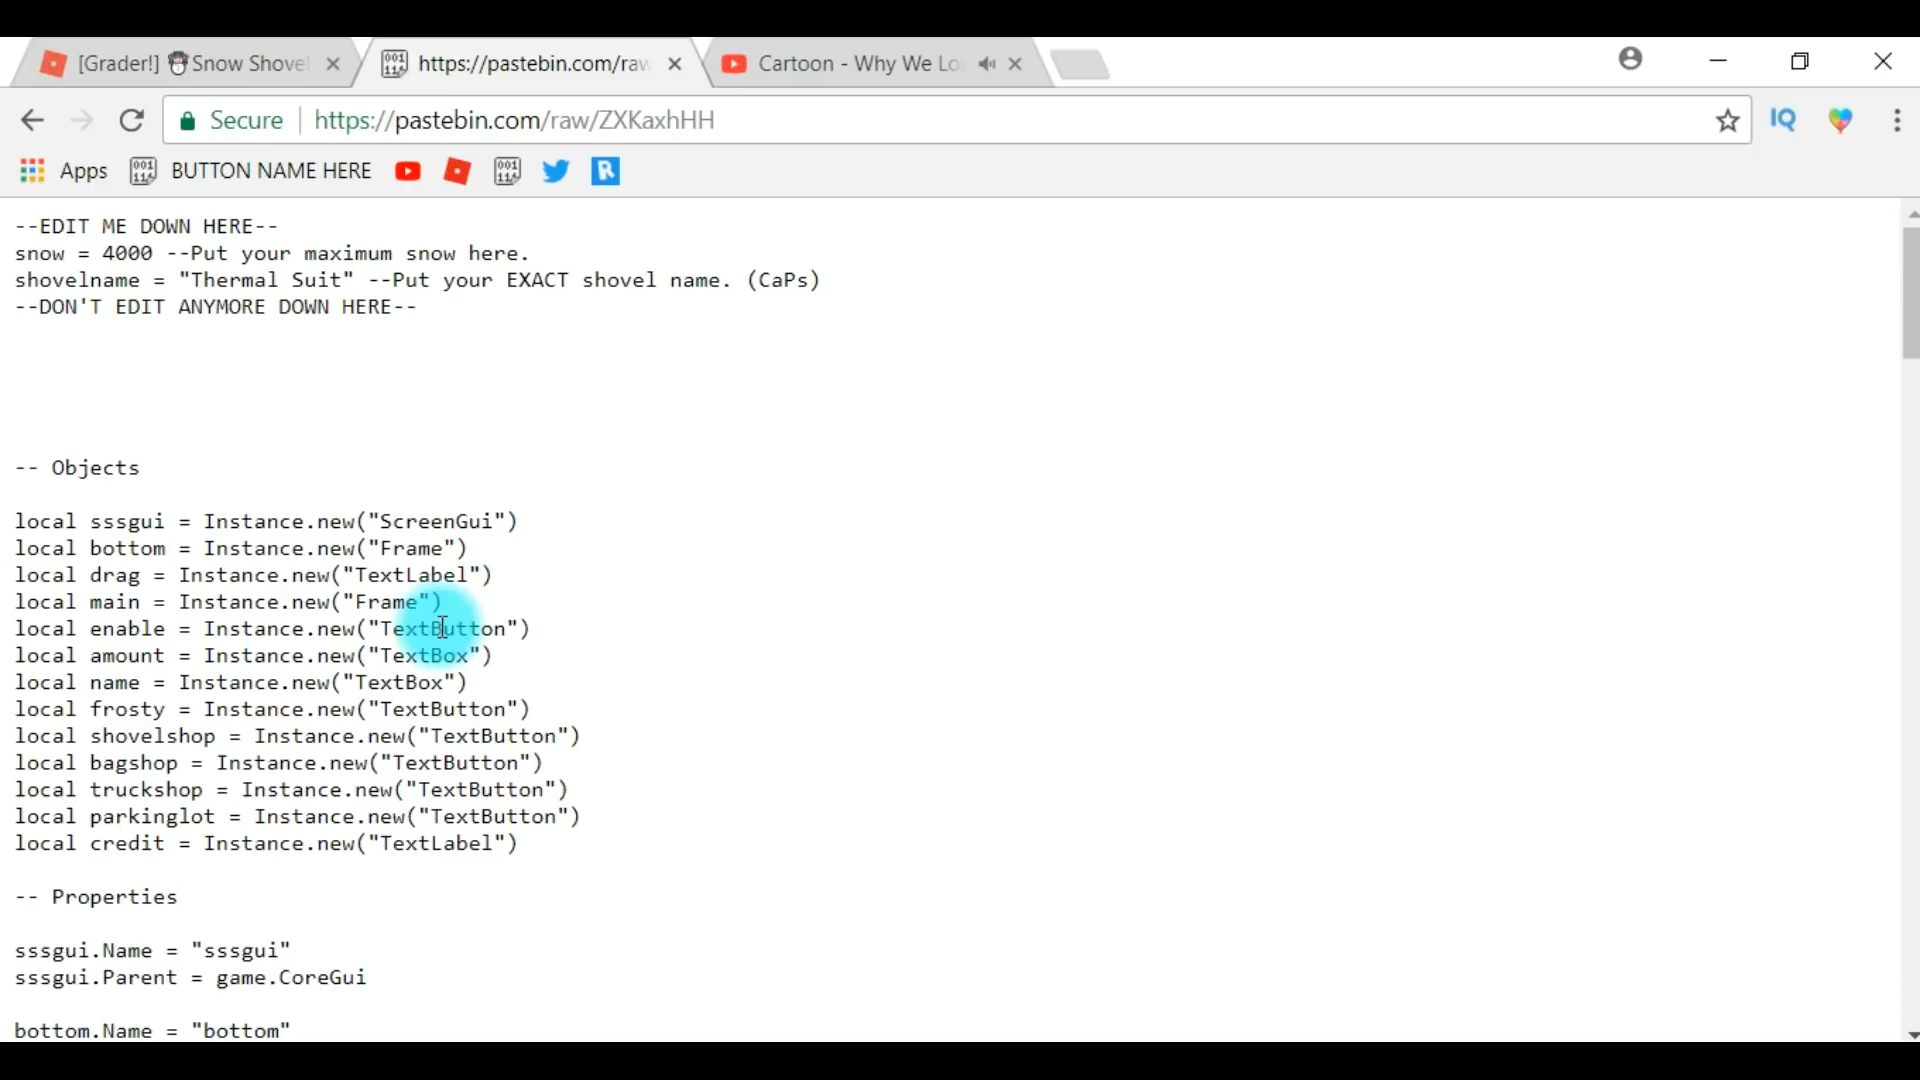 [Grader!] Snow Shovel
https://pastebin.com/raw
Cartoon - Why We Lo
Secure
https://pastebin.com/raw/ZXKaxhHH
IQ
Apps
BUTTON NAME HERE
R
--EDIT ME DOWN HERE--
snow = 4000 --Put your maximum snow here.
shovelname = "Thermal Suit" --Put your EXACT shovel name. (CaPs)
--DON'T EDIT ANYMORE DOWN HERE--
-- Objects
local sssgui = Instance.new("ScreenGui")
local bottom = Instance.new("Frame")
local drag = Instance.new("TextLabel")
local main = Instance.new("Frame")
local enable = Instance.new("TextButton")
local amount = Instance.new("TextBox")
local name = Instance.new("TextBox")
local frosty = Instance.new("TextButton")
local shovelshop = Instance.new("TextButton")
local bagshop = Instance.new("TextButton")
local truckshop = Instance.new("TextButton")
local parkinglot = Instance.new("TextButton")
local credit = Instance.new("TextLabel")
-- Properties
sssgui.Name = "sssgui"
sssgui.Parent = game.CoreGui
bottom.Name = "bottom"